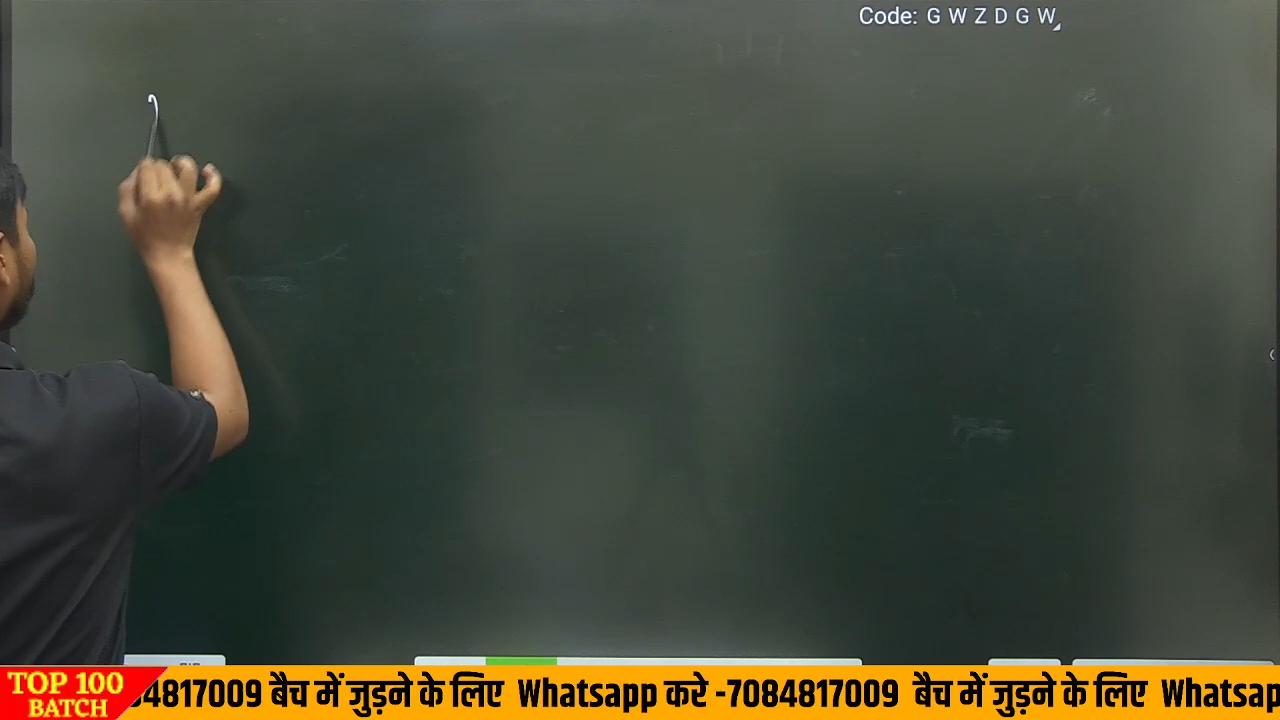 Code: G W Z D G W
TOP 100
BATCH
4817009 बैच में जुड़ने के लिए Whatsapp करे -7084817009 बैच में जुड़ने के लिए Whatsap